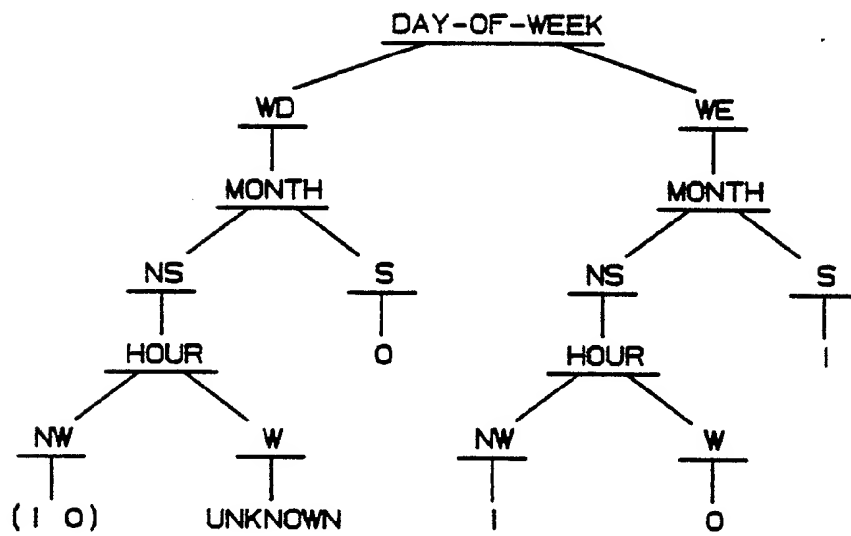 DAY-OF-WEEK
WD WE
MONTH MONTH
NS S NS S
HOUR 0 HOUR 1
NW W NW W
(1 0) UNKNOWN 1 0